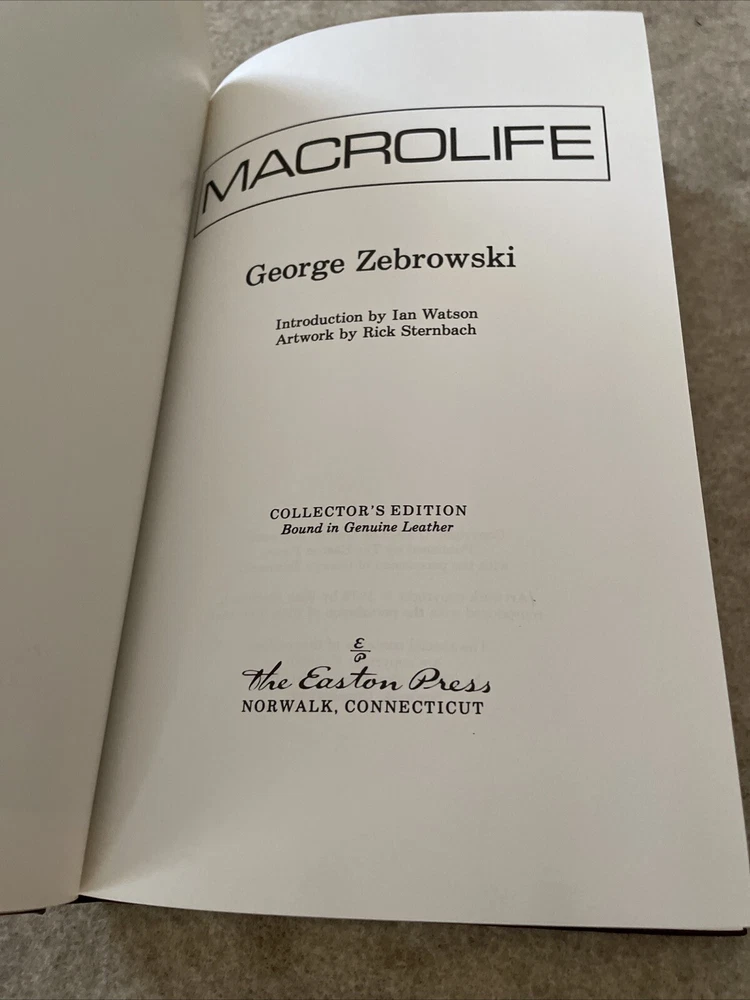 MACROLIFE
George Zebrowski
Introduction by Ian Watson
Artwork by Rick Sternbach
COLLECTOR'S EDITION
Bound in Genuine Leather
E
P
The Easton Press
NORWALK, CONNECTICUT